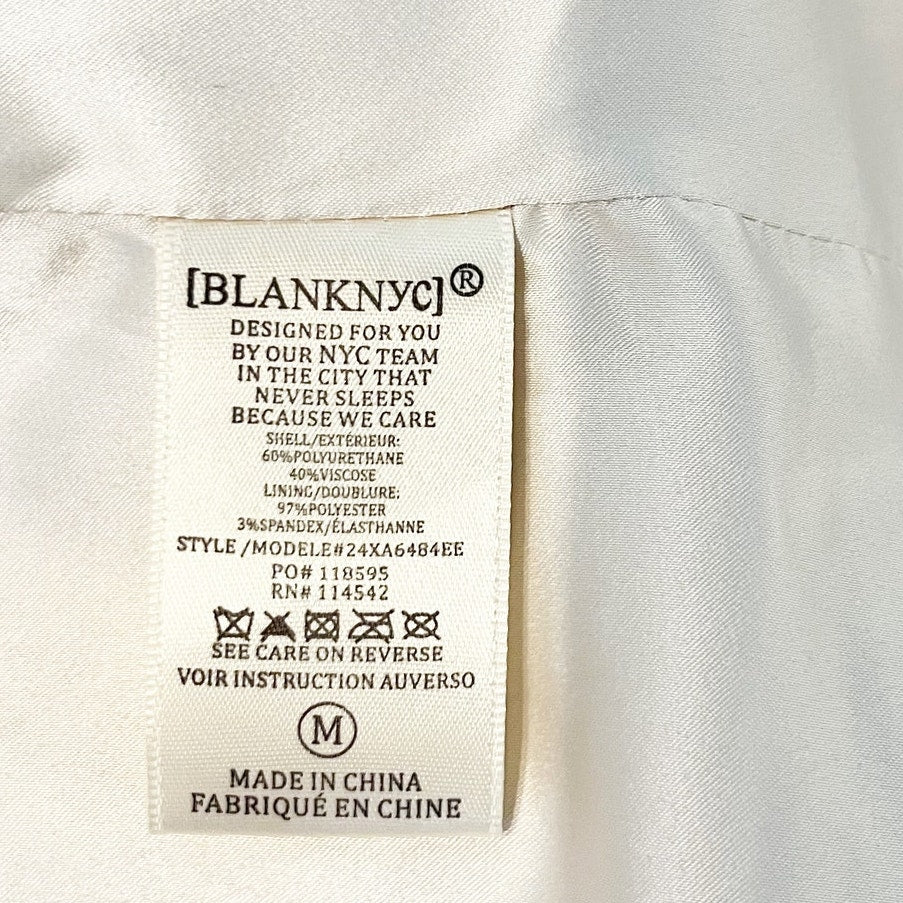 [BLANKNYC]®
DESIGNED FOR YOU
BY OUR NYC TEAM
IN THE CITY THAT
NEVER SLEEPS
BECAUSE WE CARE
SHELL/EXTÉRIEUR:
60%POLYURETHANE
40%VISCOSE
LINING/DOUBLURE:
97%POLYESTER
3%SPANDEX/ÉLASTHANNE
STYLE /MODELE#24XA6484EE
PO# 118595
RN# 114542
SEE CARE ON REVERSE
VOIR INSTRUCTION AUVERSO
M
MADE IN CHINA
FABRIQUÉ EN CHINE